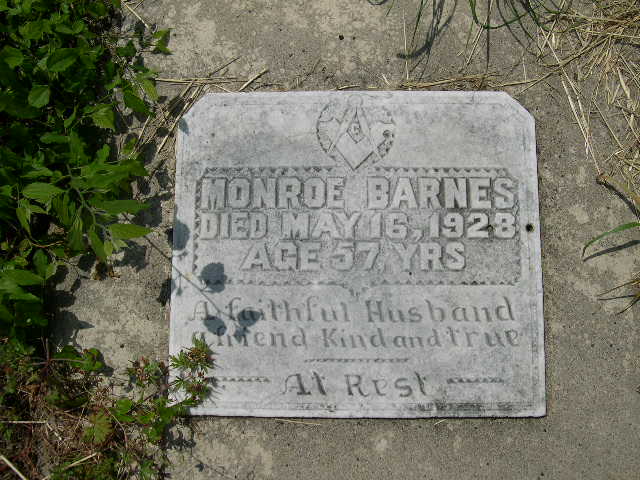 MONROE BARNES
DIED MAY 16, 1928
AGE 57 YRS
A faithful Husband
a friend Kind and true
At Rest